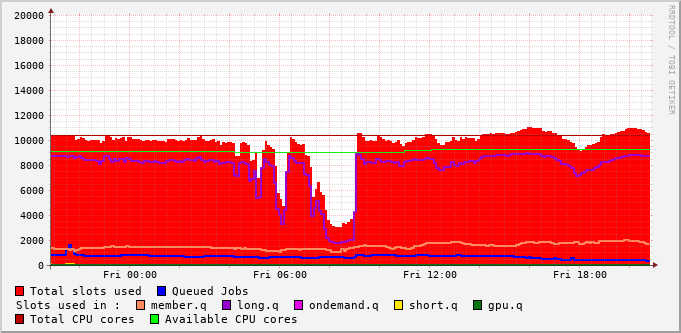 RRDTOOL / TOBI OETIKER
20000
18000
16000
14000
12000
10000
8000
6000
4000
2000
0
Fri 00:00 Fri 06:00 Fri 12:00 Fri 18:00
Total slots used Queued Jobs
Slots used in : member.q long.q ondemand.q short.q gpu.q
Total CPU cores Available CPU cores